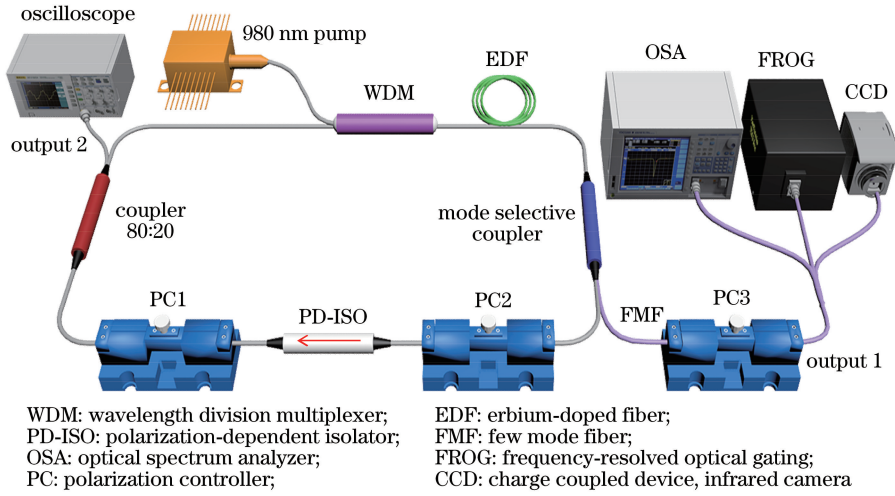 oscilloscope
980 nm pump
EDF
OSA
FROG
CCD
WDM
output 2
coupler
80:20
mode selective
coupler
PC1
PD-ISO
PC2
FMF
PC3
output 1
WDM: wavelength division multiplexer;
PD-ISO: polarization-dependent isolator;
OSA: optical spectrum analyzer;
PC: polarization controller;
EDF: erbium-doped fiber;
FMF: few mode fiber;
FROG: frequency-resolved optical gating;
CCD: charge coupled device, infrared camera